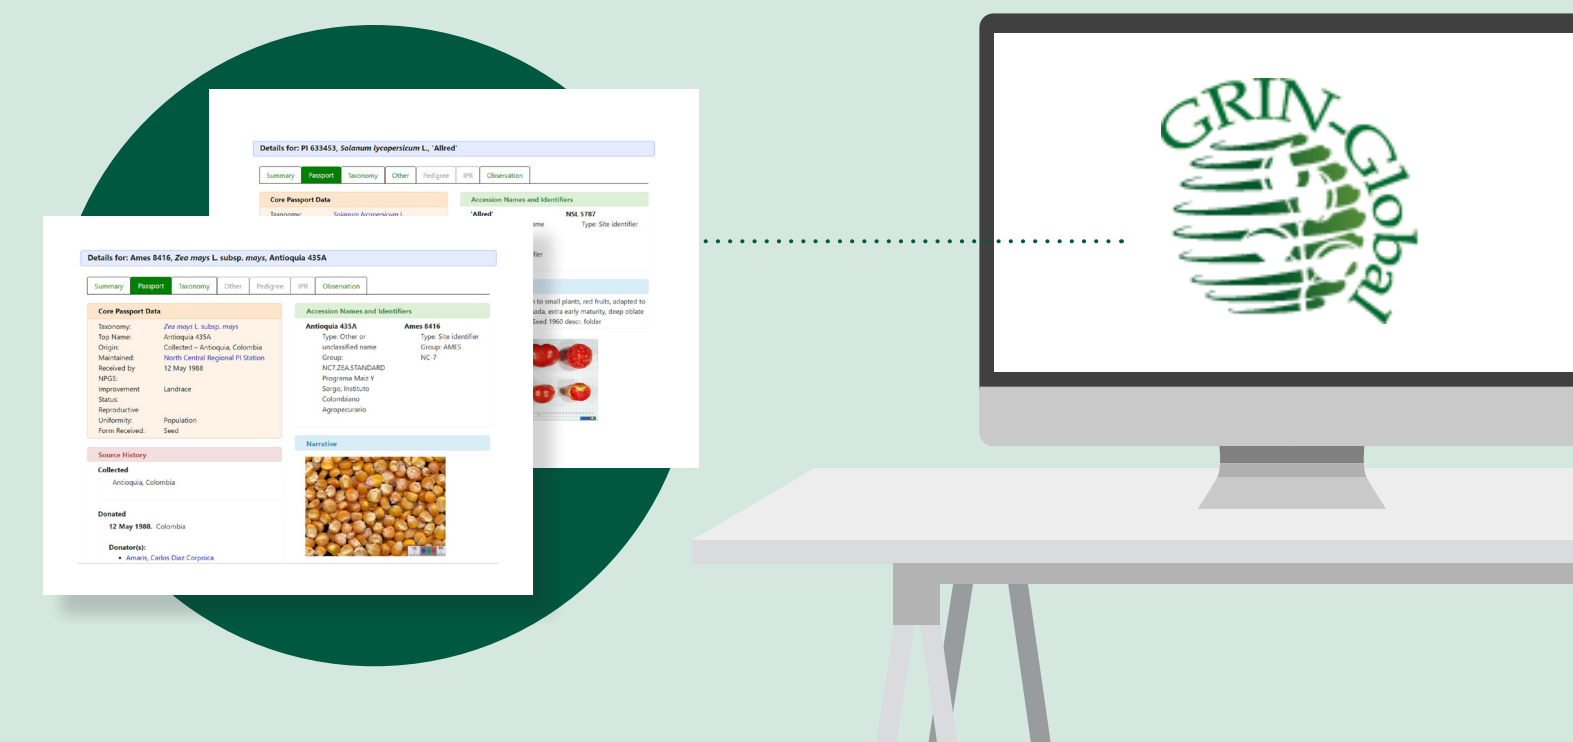 Details for: PI 633453, Solanum lycopersicum L., 'Allred'
Summary Passport Taxonomy Other Pedigree IPR Observation
Core Passport Data
Taxonomy: Solanum lycopersicum L.
Accession Names and Identifiers
'Allred' NSL 5787
Type: Site identifier
to small plants, red fruits, adapted to
extra early maturity, deep oblate
Seed 1960 descr. folder
Details for: Ames 8416, Zea mays L. subsp. mays, Antioquia 435A
Summary Passport Taxonomy Other Pedigree IPR Observation
Core Passport Data
Taxonomy: Zea mays L. subsp. mays
Top Name: Antioquia 435A
Origin: Collected – Antioquia, Colombia
Maintained: North Central Regional PI Station
Received by 12 May 1988
NPGS:
Improvement Landrace
Status:
Reproductive
Uniformity: Population
Form Received: Seed
Source History
Collected
Antioquia, Colombia
Donated
12 May 1988. Colombia
Donator(s):
• Amaris, Carlos Diaz Corpoica
Accession Names and Identifiers
Antioquia 435A Ames 8416
Type: Other or Type: Site identifier
unclassified name Group: AMES
Group: NC-7
NC7.ZEA.STANDARD
Programa Maiz Y
Sorgo, Instituto
Colombiano
Agropecurario
Narrative
GRIN-Global